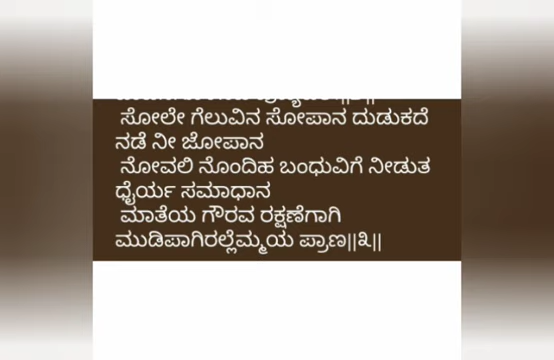 ಸೋಲೇ ಗೆಲುವಿನ ಸೋಪಾನ ದುಡುಕದೆ
ನಡೆ ನೀ ಜೋಪಾನ
ನೋವಲಿ ನೊಂದಿಹ ಬಂಧುವಿಗೆ ನೀಡುತ
ಧೈರ್ಯ ಸಮಾಧಾನ
ಮಾತೆಯ ಗೌರವ ರಕ್ಷಣೆಗಾಗಿ
ಮುಡಿಪಾಗಿರಲ್ಲೆಮ್ಮಯ ಪ್ರಾಣ||೩||